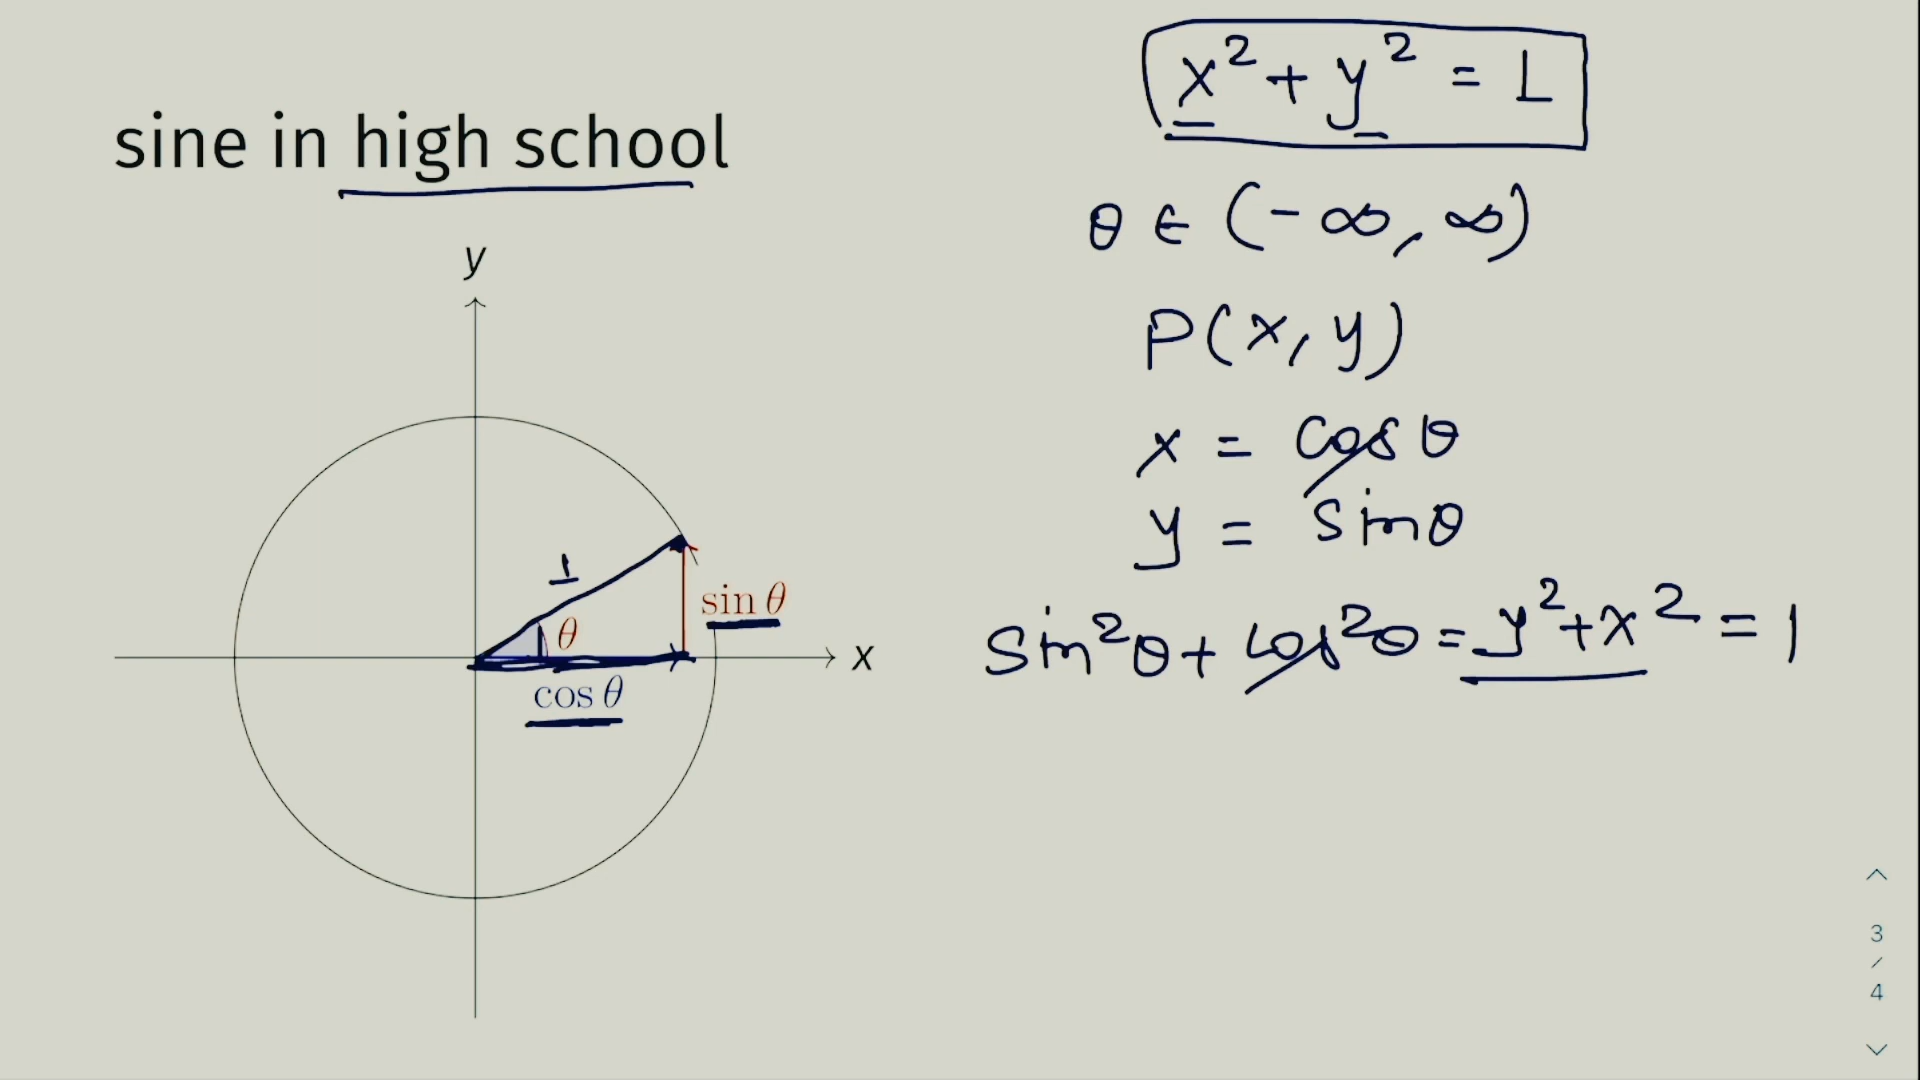 sine in high school
y
1
θ
sin θ
x
cos θ
x² + y² = 1
θ ∈ (-∞, ∞)
P(x, y)
x = cos θ
y = sin θ
sin²θ + cos²θ = y² + x² = 1
3
/
4